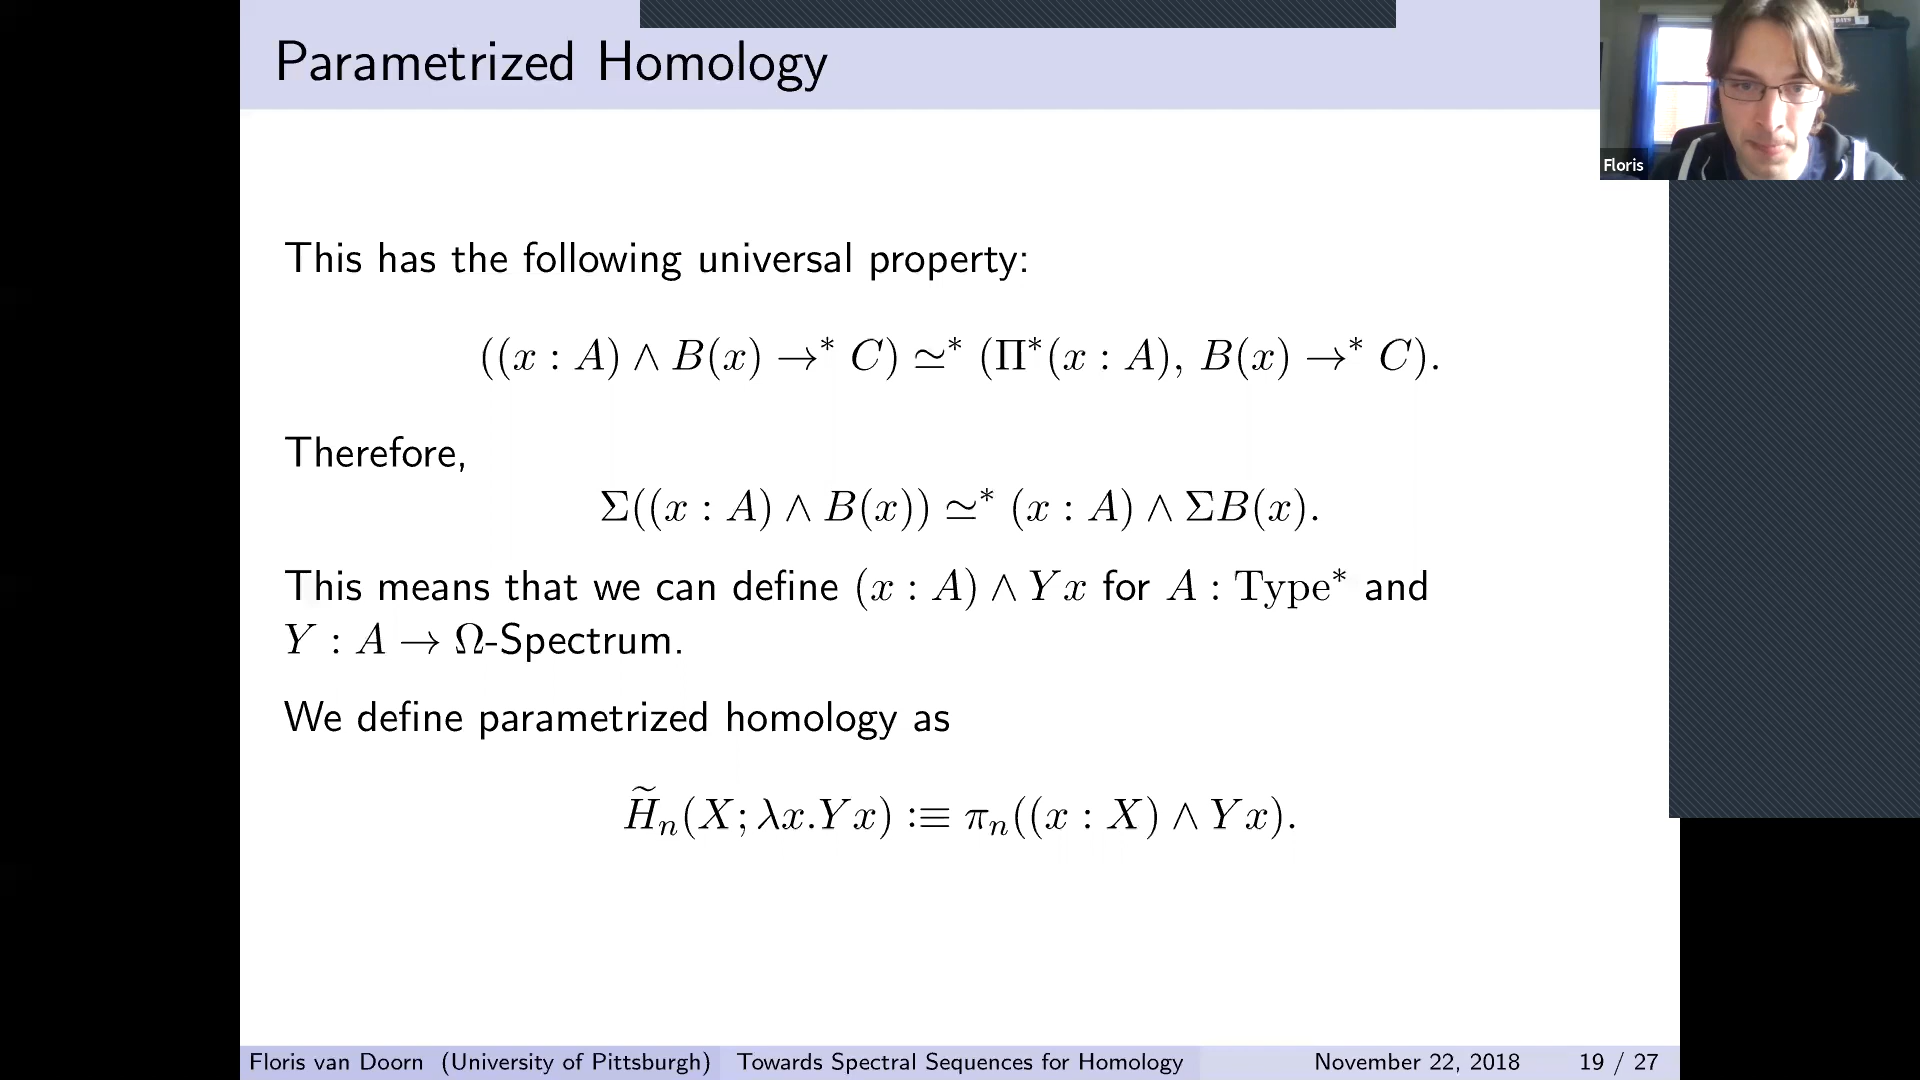 Parametrized Homology
Floris
This has the following universal property:
((x : A) ∧ B(x) →* C) ≃* (Π*(x : A), B(x) →* C).
Therefore,
Σ((x : A) ∧ B(x)) ≃* (x : A) ∧ ΣB(x).
This means that we can define (x : A) ∧ Y x for A : Type* and
Y : A → Ω-Spectrum.
We define parametrized homology as
H̃ₙ(X; λx.Y x) :≡ πₙ((x : X) ∧ Y x).
Floris van Doorn (University of Pittsburgh) Towards Spectral Sequences for Homology November 22, 2018 19 / 27